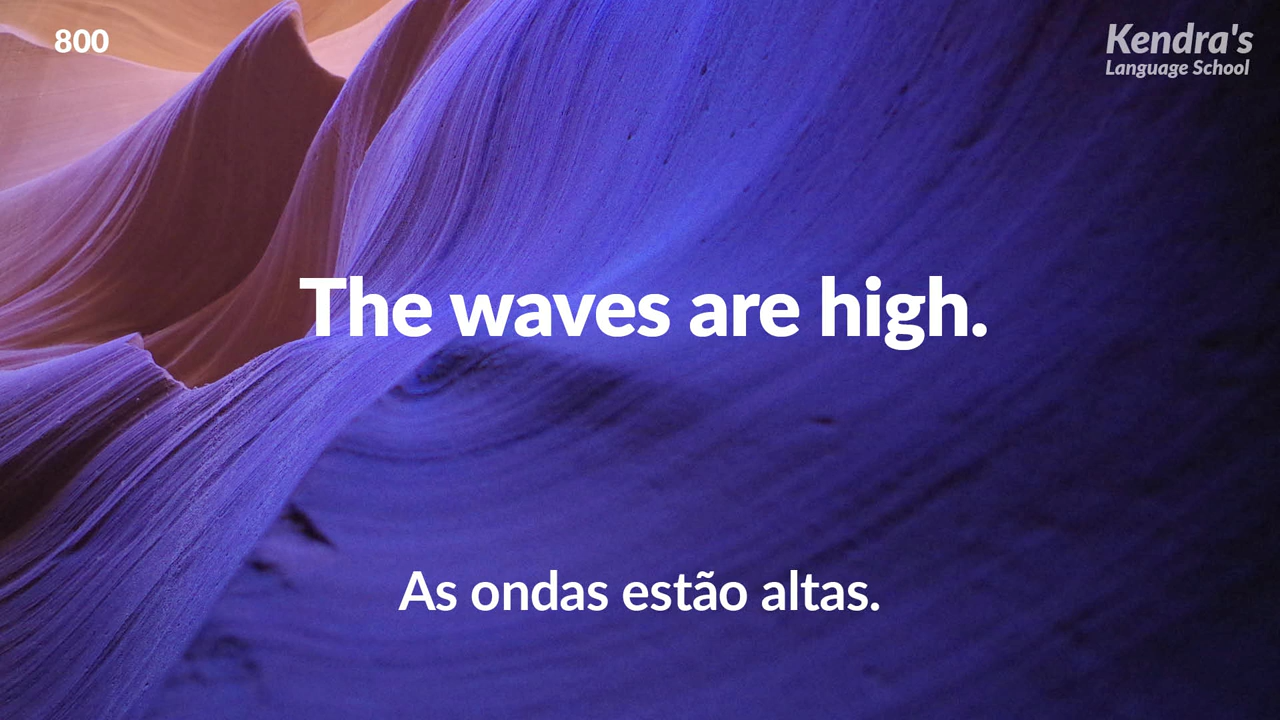 800
Kendra's
Language School
The waves are high.
As ondas estão altas.